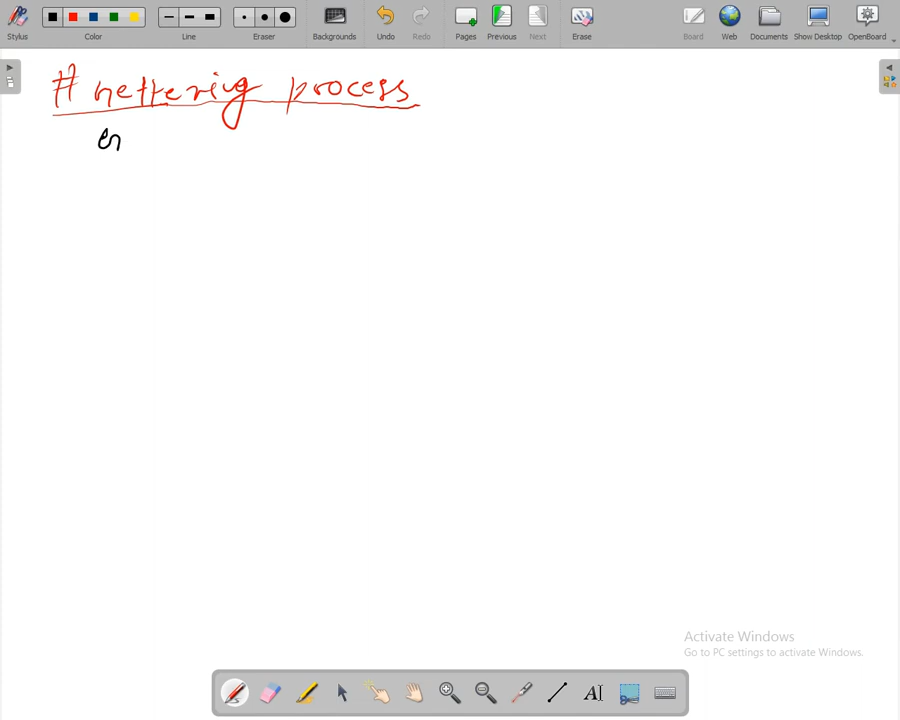 Stylus
Color
Line
Eraser
Backgrounds
Undo
Redo
Pages
Previous
Next
Erase
Board
Web
Documents
Show Desktop
OpenBoard
# nettering process
Activate Windows
Go to PC settings to activate Windows.